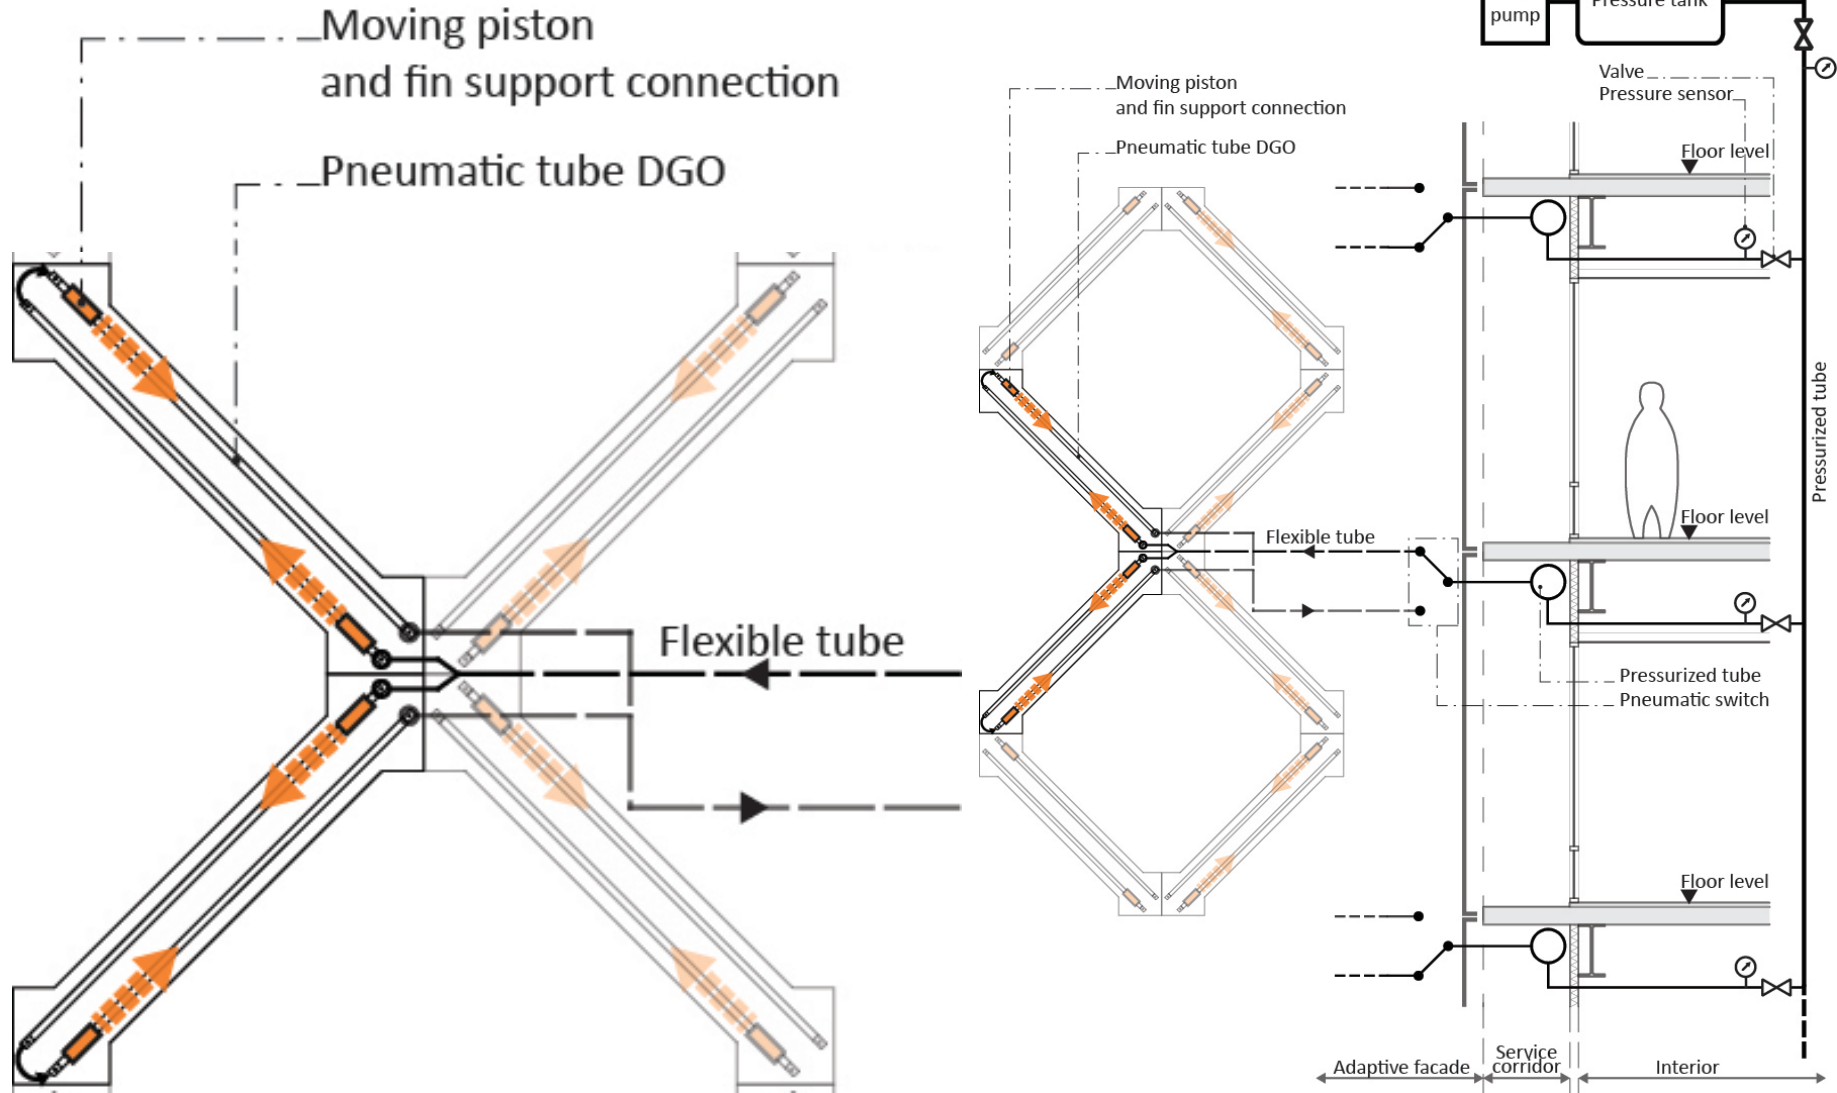 Moving piston
and fin support connection
Pneumatic tube DGO
Flexible tube
pump
Pressure tank
Valve
Pressure sensor
Moving piston
and fin support connection
Pneumatic tube DGO
Floor level
Pressurized tube
Flexible tube
Floor level
Pressurized tube
Pneumatic switch
Floor level
Adaptive facade
Service
corridor
Interior